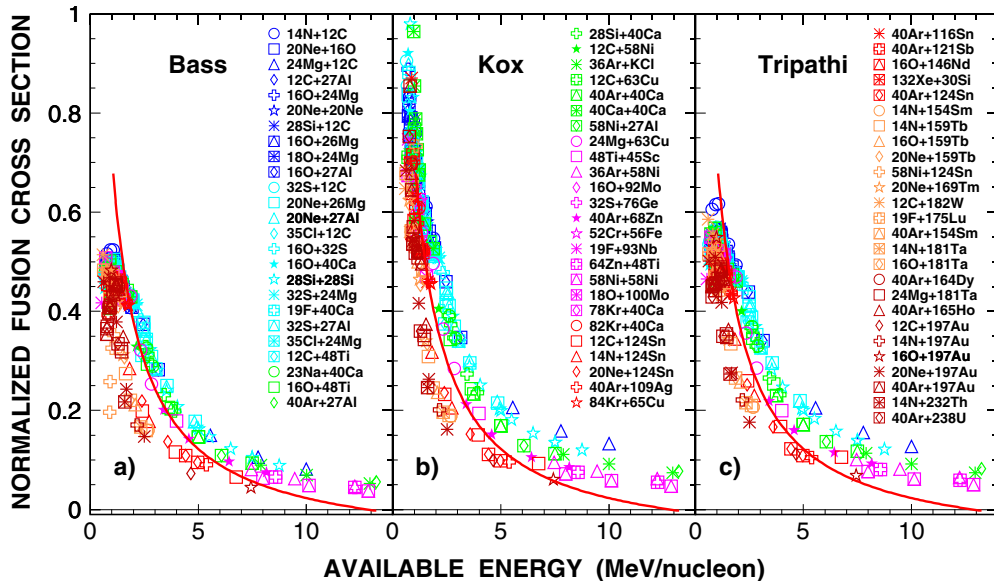 NORMALIZED FUSION CROSS SECTION
1
0.8
0.6
0.4
0.2
0
Bass
14N+12C
20Ne+16O
24Mg+12C
12C+27Al
16O+24Mg
20Ne+20Ne
28Si+12C
16O+26Mg
18O+24Mg
16O+27Al
32S+12C
20Ne+26Mg
20Ne+27Al
35Cl+12C
16O+32S
16O+40Ca
28Si+28Si
32S+24Mg
19F+40Ca
32S+27Al
35Cl+24Mg
12C+48Ti
23Na+40Ca
16O+48Ti
40Ar+27Al
a)
Kox
28Si+40Ca
12C+58Ni
36Ar+KCl
12C+63Cu
40Ar+40Ca
40Ca+40Ca
58Ni+27Al
24Mg+63Cu
48Ti+45Sc
36Ar+58Ni
16O+92Mo
32S+76Ge
40Ar+68Zn
52Cr+56Fe
19F+93Nb
64Zn+48Ti
58Ni+58Ni
18O+100Mo
78Kr+40Ca
82Kr+40Ca
12C+124Sn
14N+124Sn
20Ne+124Sn
40Ar+109Ag
84Kr+65Cu
b)
Tripathi
40Ar+116Sn
40Ar+121Sb
16O+146Nd
132Xe+30Si
40Ar+124Sn
14N+154Sm
14N+159Tb
16O+159Tb
20Ne+159Tb
58Ni+124Sn
20Ne+169Tm
12C+182W
19F+175Lu
40Ar+154Sm
14N+181Ta
16O+181Ta
40Ar+164Dy
24Mg+181Ta
40Ar+165Ho
12C+197Au
14N+197Au
16O+197Au
20Ne+197Au
40Ar+197Au
14N+232Th
40Ar+238U
c)
0 5 10 0 5 10 0 5 10
AVAILABLE ENERGY (MeV/nucleon)